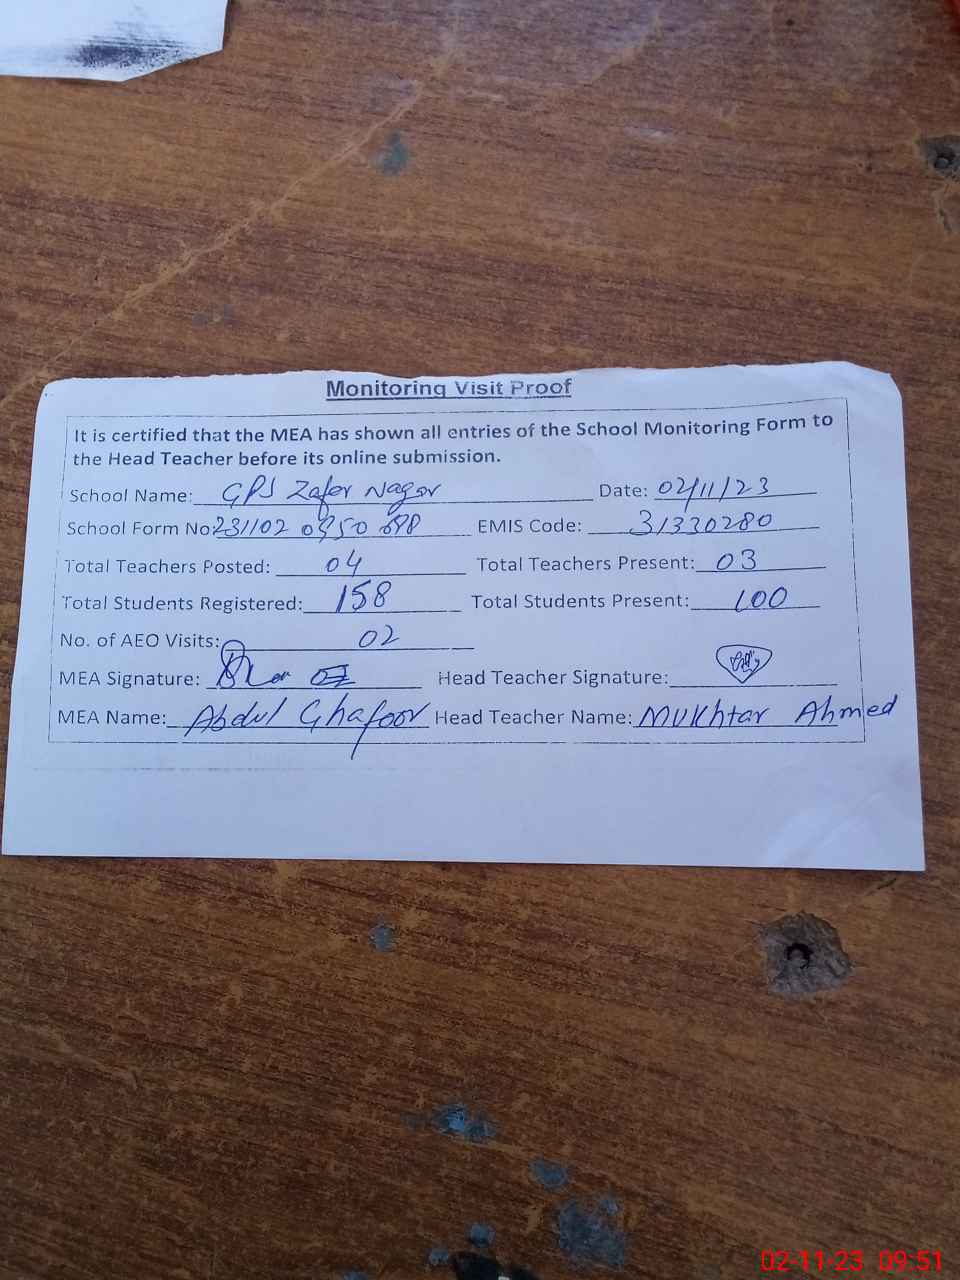 Monitoring Visit Proof
It is certified that the MEA has shown all entries of the School Monitoring Form to
the Head Teacher before its online submission.
School Name: GPS Zafer Nagar Date: 02/11/23
School Form No: 231102 EMIS Code: 31330280
Total Teachers Posted: 04 Total Teachers Present: 03
Total Students Registered: 158 Total Students Present: 100
No. of AEO Visits: 02
MEA Signature: Head Teacher Signature:
MEA Name: Abdul Ghafoor Head Teacher Name: Mukhtar Ahmed
02-11-23 09:51